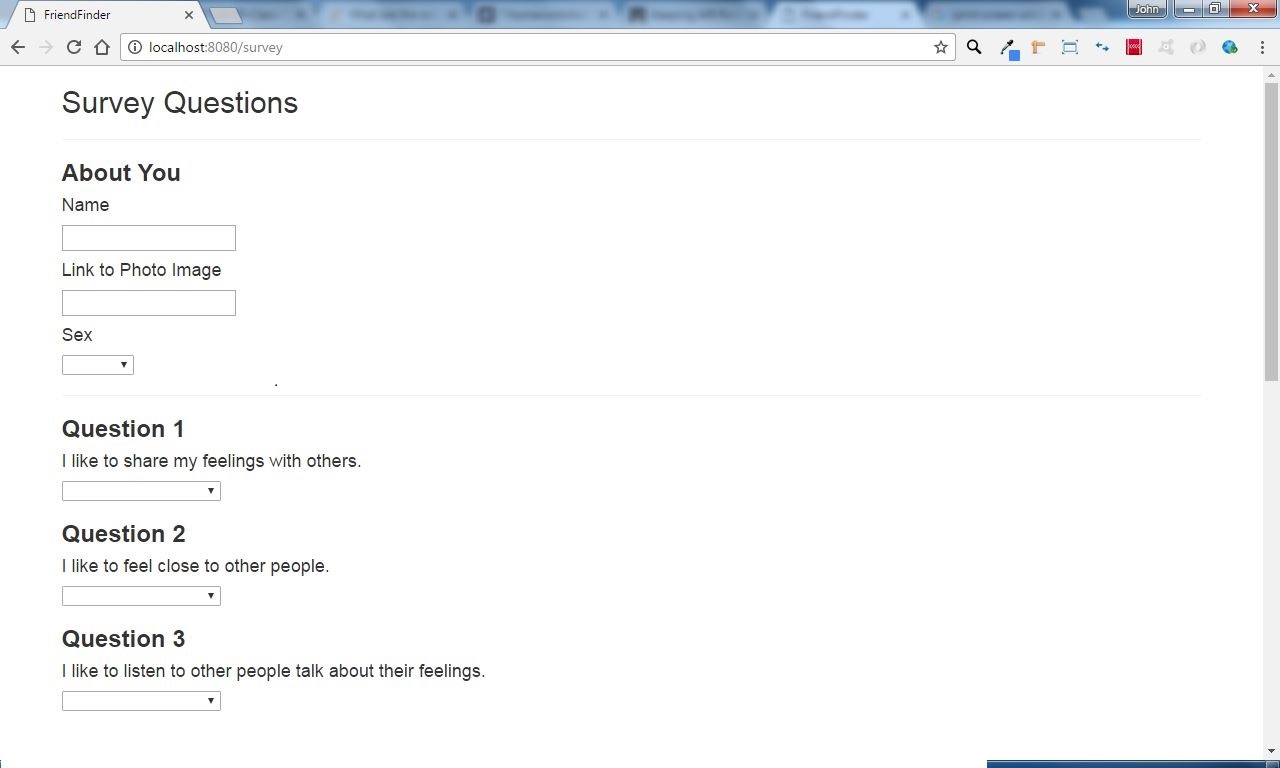 FriendFinder
John
localhost:8080/survey
Survey Questions
About You
Name
Link to Photo Image
Sex
.
Question 1
I like to share my feelings with others.
Question 2
I like to feel close to other people.
Question 3
I like to listen to other people talk about their feelings.